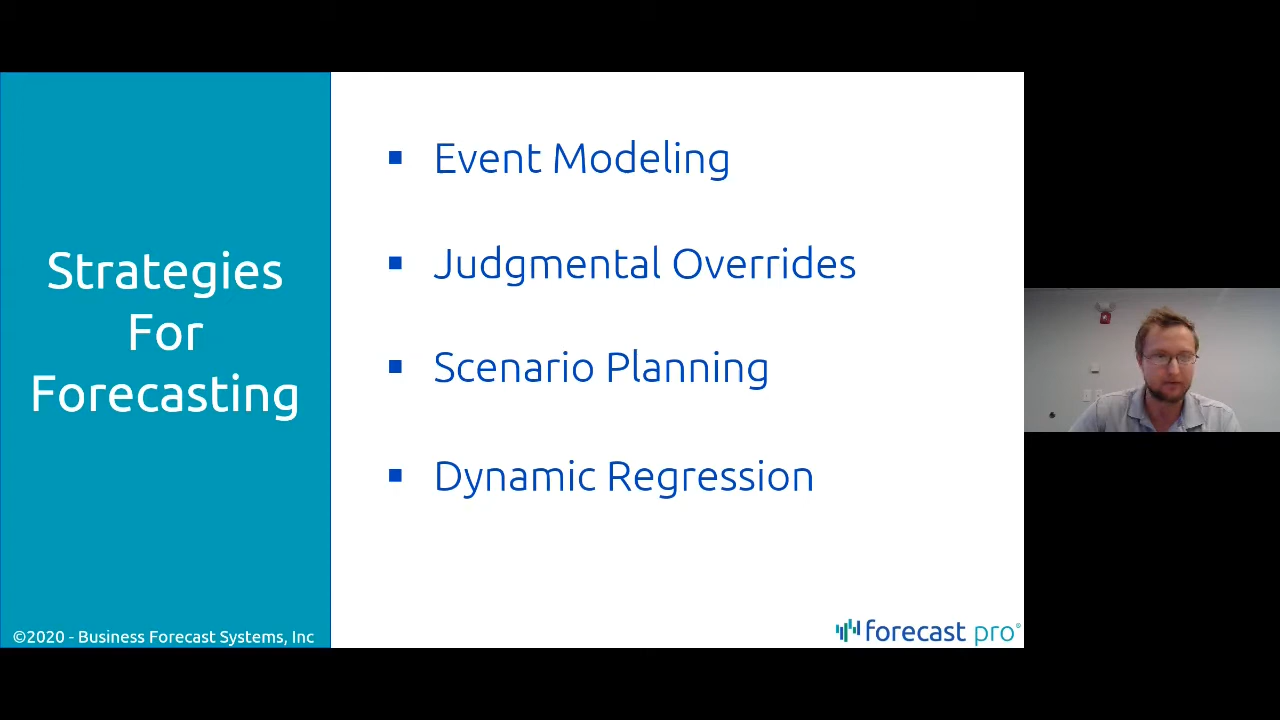 Strategies
For
Forecasting
Event Modeling
Judgmental Overrides
Scenario Planning
Dynamic Regression
©2020 - Business Forecast Systems, Inc
forecast pro®